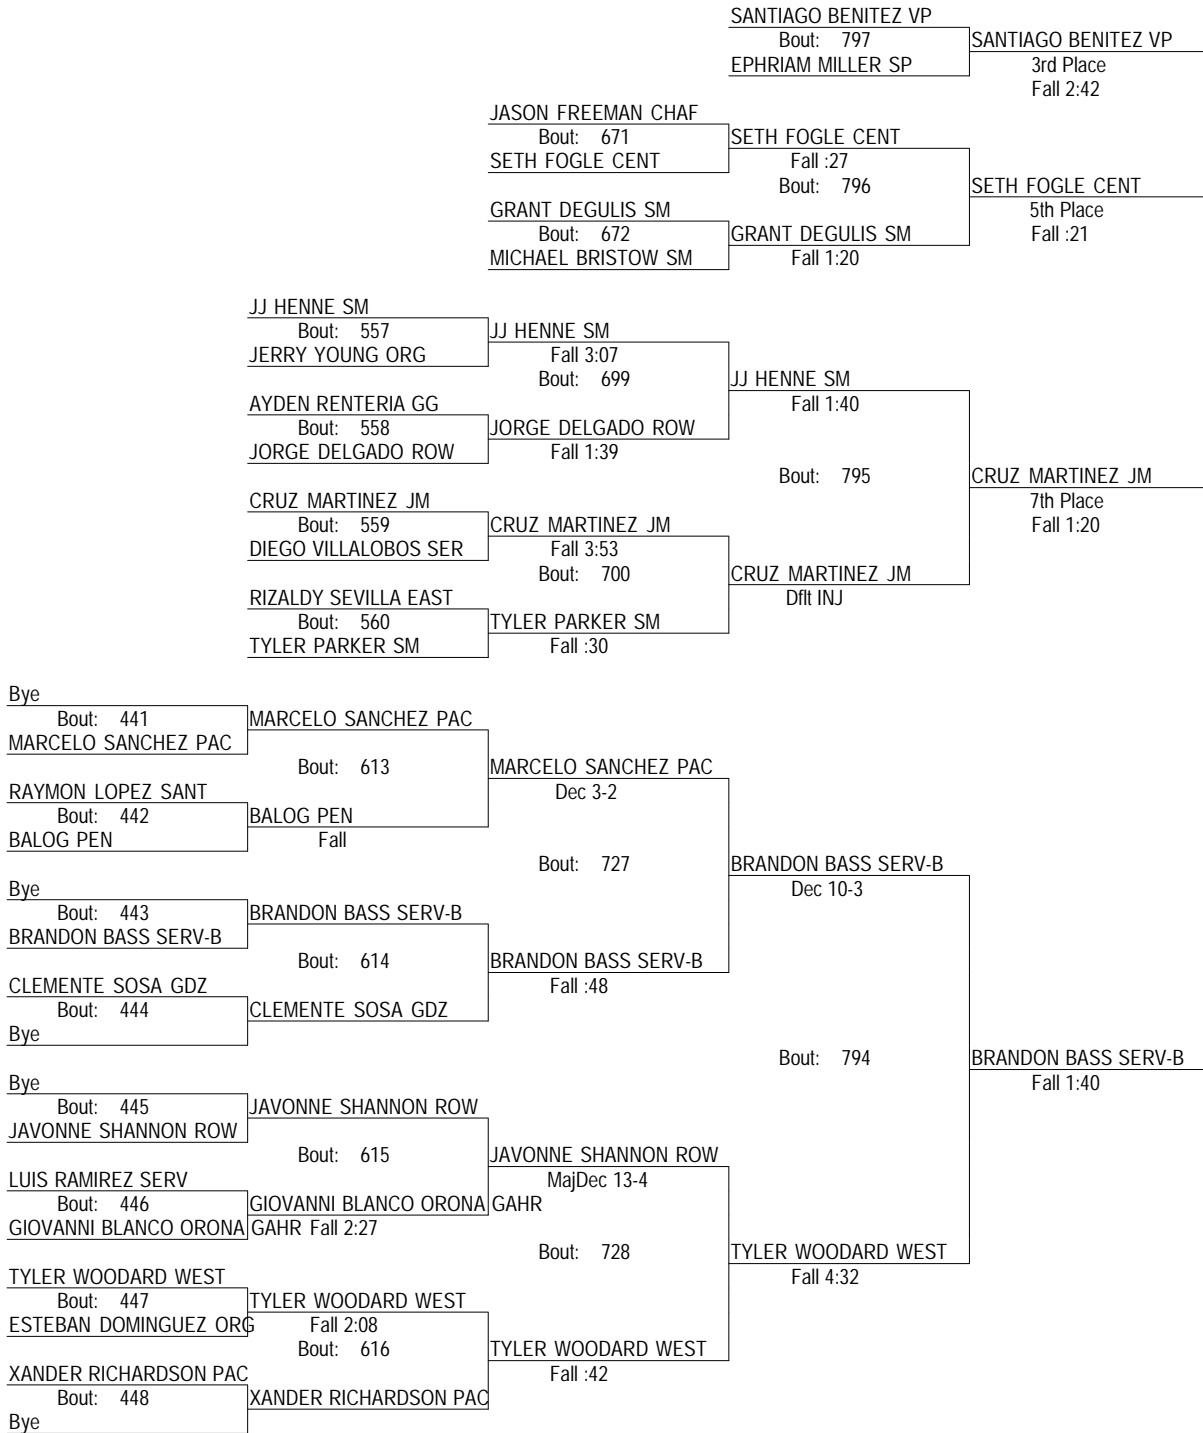 SANTIAGO BENITEZ VP
Bout: 797
SANTIAGO BENITEZ VP
EPHRIAM MILLER SP
3rd Place
Fall 2:42
JASON FREEMAN CHAF
Bout: 671
SETH FOGLE CENT
SETH FOGLE CENT
Fall :27
Bout: 796
SETH FOGLE CENT
5th Place
Fall :21
GRANT DEGULIS SM
Bout: 672
GRANT DEGULIS SM
MICHAEL BRISTOW SM
Fall 1:20
JJ HENNE SM
Bout: 557
JJ HENNE SM
JERRY YOUNG ORG
Fall 3:07
Bout: 699
JJ HENNE SM
Fall 1:40
AYDEN RENTERIA GG
Bout: 558
JORGE DELGADO ROW
JORGE DELGADO ROW
Fall 1:39
Bout: 795
CRUZ MARTINEZ JM
7th Place
Fall 1:20
CRUZ MARTINEZ JM
Bout: 559
CRUZ MARTINEZ JM
DIEGO VILLALOBOS SER
Fall 3:53
Bout: 700
CRUZ MARTINEZ JM
Dflt INJ
RIZALDY SEVILLA EAST
Bout: 560
TYLER PARKER SM
TYLER PARKER SM
Fall :30
Bye
Bout: 441
MARCELO SANCHEZ PAC
MARCELO SANCHEZ PAC
Bout: 613
MARCELO SANCHEZ PAC
Dec 3-2
RAYMON LOPEZ SANT
Bout: 442
BALOG PEN
BALOG PEN
Fall
Bout: 727
BRANDON BASS SERV-B
Dec 10-3
Bye
Bout: 443
BRANDON BASS SERV-B
BRANDON BASS SERV-B
Bout: 614
BRANDON BASS SERV-B
Fall :48
CLEMENTE SOSA GDZ
Bout: 444
CLEMENTE SOSA GDZ
Bye
Bout: 794
BRANDON BASS SERV-B
Fall 1:40
Bye
Bout: 445
JAVONNE SHANNON ROW
JAVONNE SHANNON ROW
Bout: 615
JAVONNE SHANNON ROW
MajDec 13-4
LUIS RAMIREZ SERV
Bout: 446
GIOVANNI BLANCO ORONA GAHR
GIOVANNI BLANCO ORONA GAHR Fall 2:27
Bout: 728
TYLER WOODARD WEST
Fall 4:32
TYLER WOODARD WEST
Bout: 447
TYLER WOODARD WEST
ESTEBAN DOMINGUEZ ORG
Fall 2:08
Bout: 616
TYLER WOODARD WEST
Fall :42
XANDER RICHARDSON PAC
Bout: 448
XANDER RICHARDSON PAC
Bye